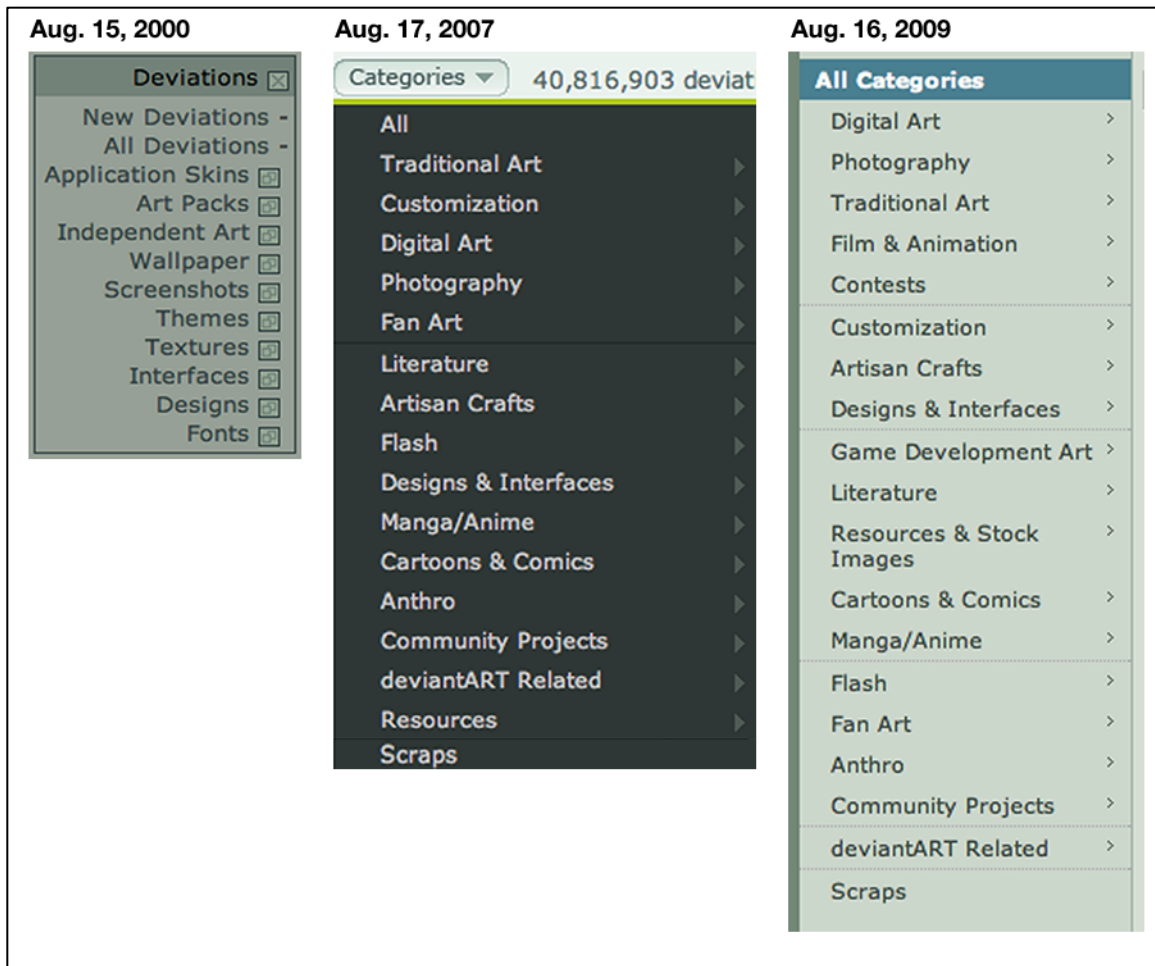 Aug. 15, 2000
Deviations
New Deviations -
All Deviations -
Application Skins
Art Packs
Independent Art
Wallpaper
Screenshots
Themes
Textures
Interfaces
Designs
Fonts
Aug. 17, 2007
Categories
40,816,903 deviat
All
Traditional Art
Customization
Digital Art
Photography
Fan Art
Literature
Artisan Crafts
Flash
Designs & Interfaces
Manga/Anime
Cartoons & Comics
Anthro
Community Projects
deviantART Related
Resources
Scraps
Aug. 16, 2009
All Categories
Digital Art
Photography
Traditional Art
Film & Animation
Contests
Customization
Artisan Crafts
Designs & Interfaces
Game Development Art
Literature
Resources & Stock
Images
Cartoons & Comics
Manga/Anime
Flash
Fan Art
Anthro
Community Projects
deviantART Related
Scraps